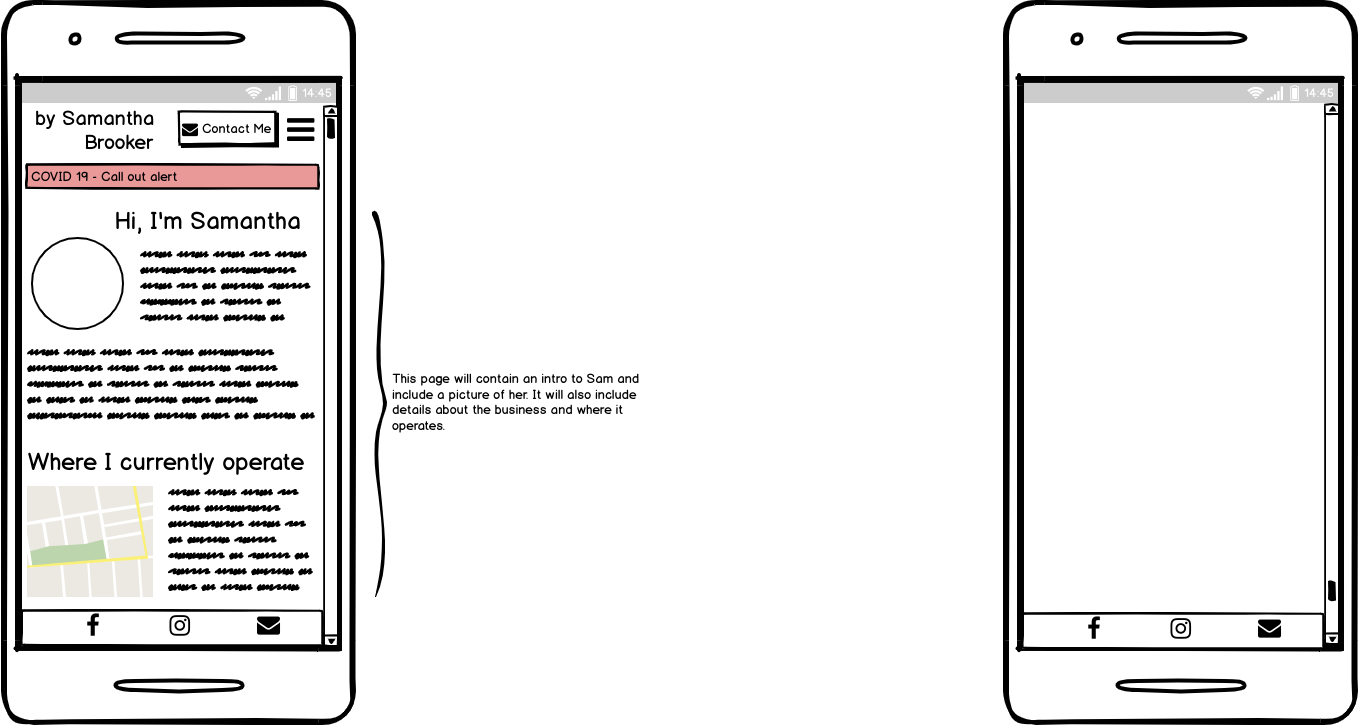 14:45
by Samantha
Brooker
Contact Me
COVID 19 - Call out alert
Hi, I'm Samantha
This page will contain an intro to Sam and
include a picture of her. It will also include
details about the business and where it
operates.
Where I currently operate
14:45